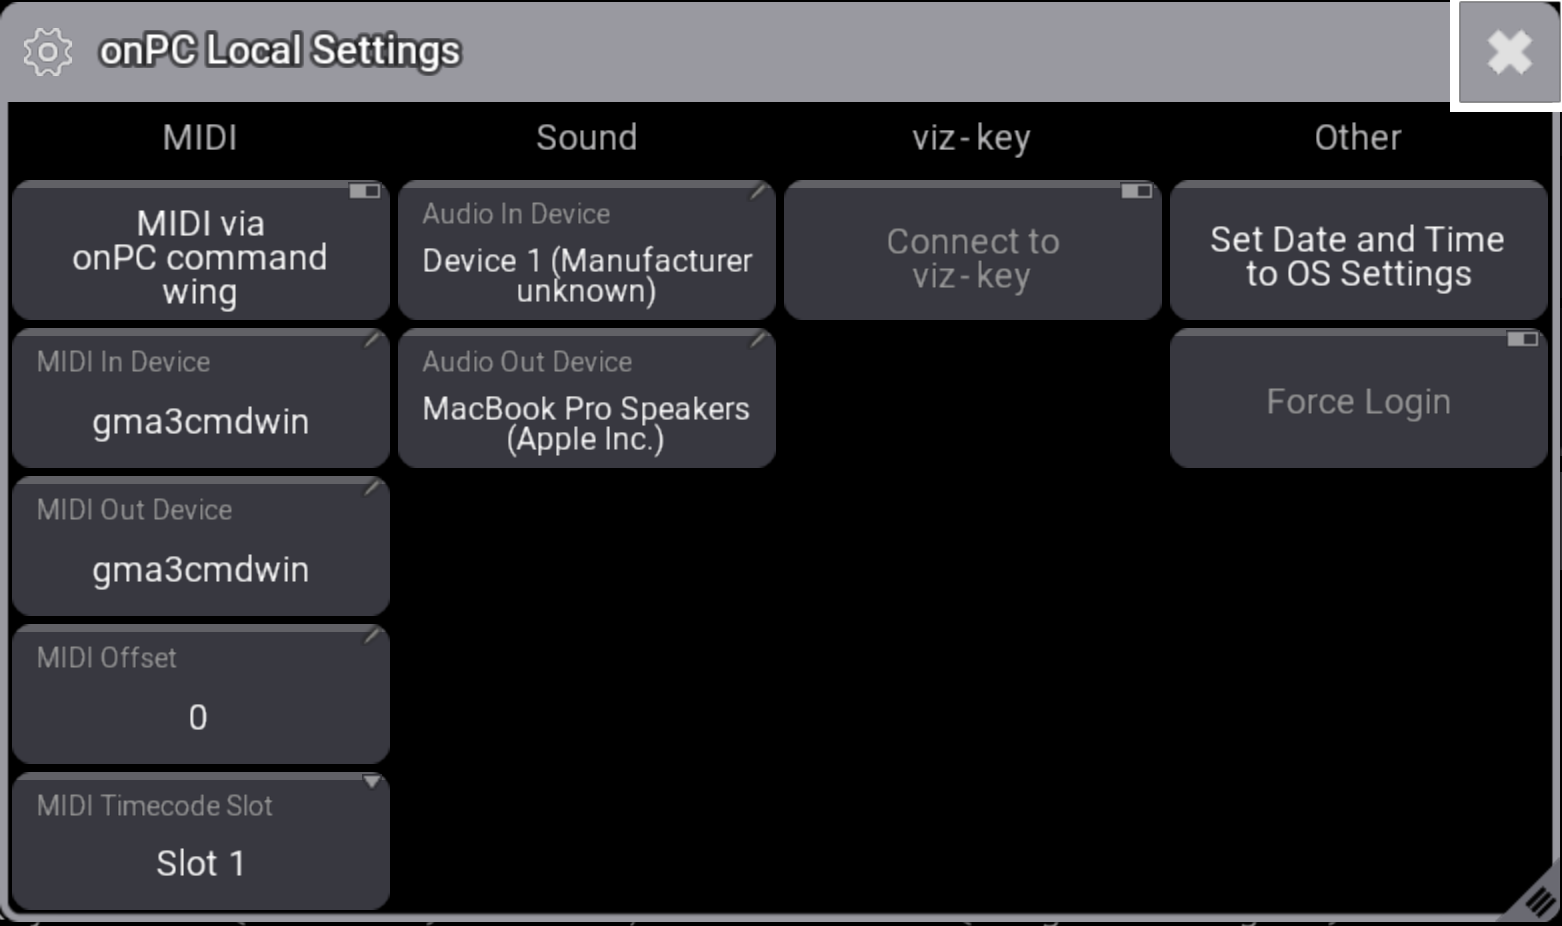 onPC Local Settings
MIDI
Sound
viz-key
Other
MIDI via
onPC command
wing
Audio In Device
Device 1 (Manufacturer
unknown)
Connect to
viz-key
Set Date and Time
to OS Settings
MIDI In Device
gma3cmdwin
Audio Out Device
MacBook Pro Speakers
(Apple Inc.)
Force Login
MIDI Out Device
gma3cmdwin
MIDI Offset
0
MIDI Timecode Slot
Slot 1